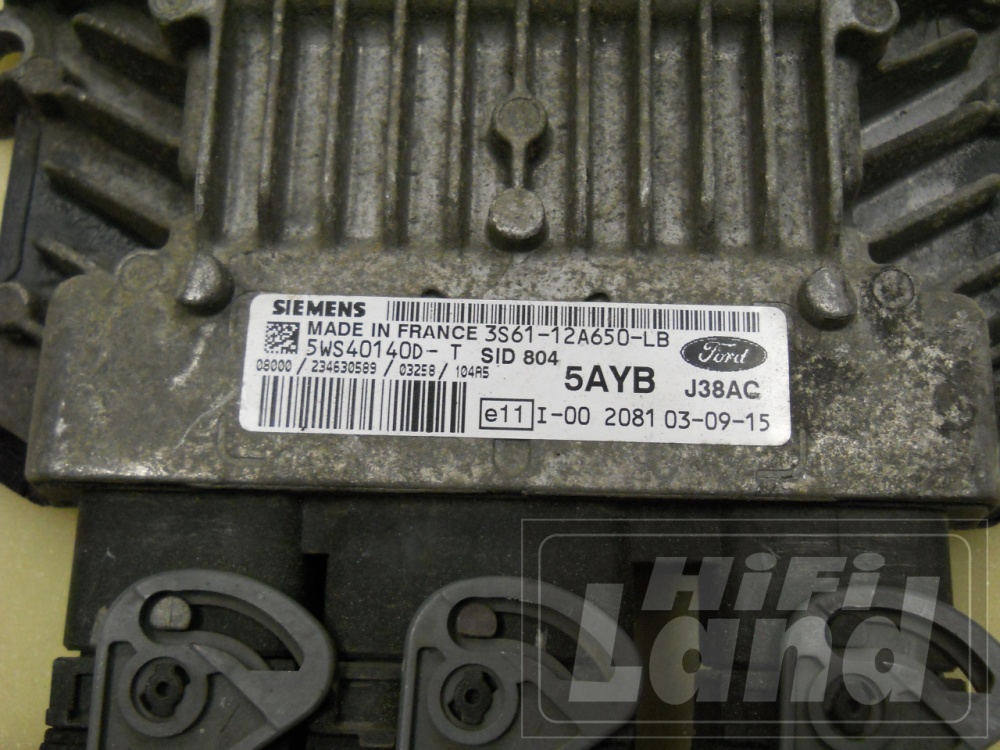 SIEMENS
MADE IN FRANCE 3S61-12A650-LB
5WS40140D- T SID 804
Ford
08000 / 234630589 / 03258 / 104A5
5AYB J38AC
e11 I-00 2081 03-09-15
HiFi
Land